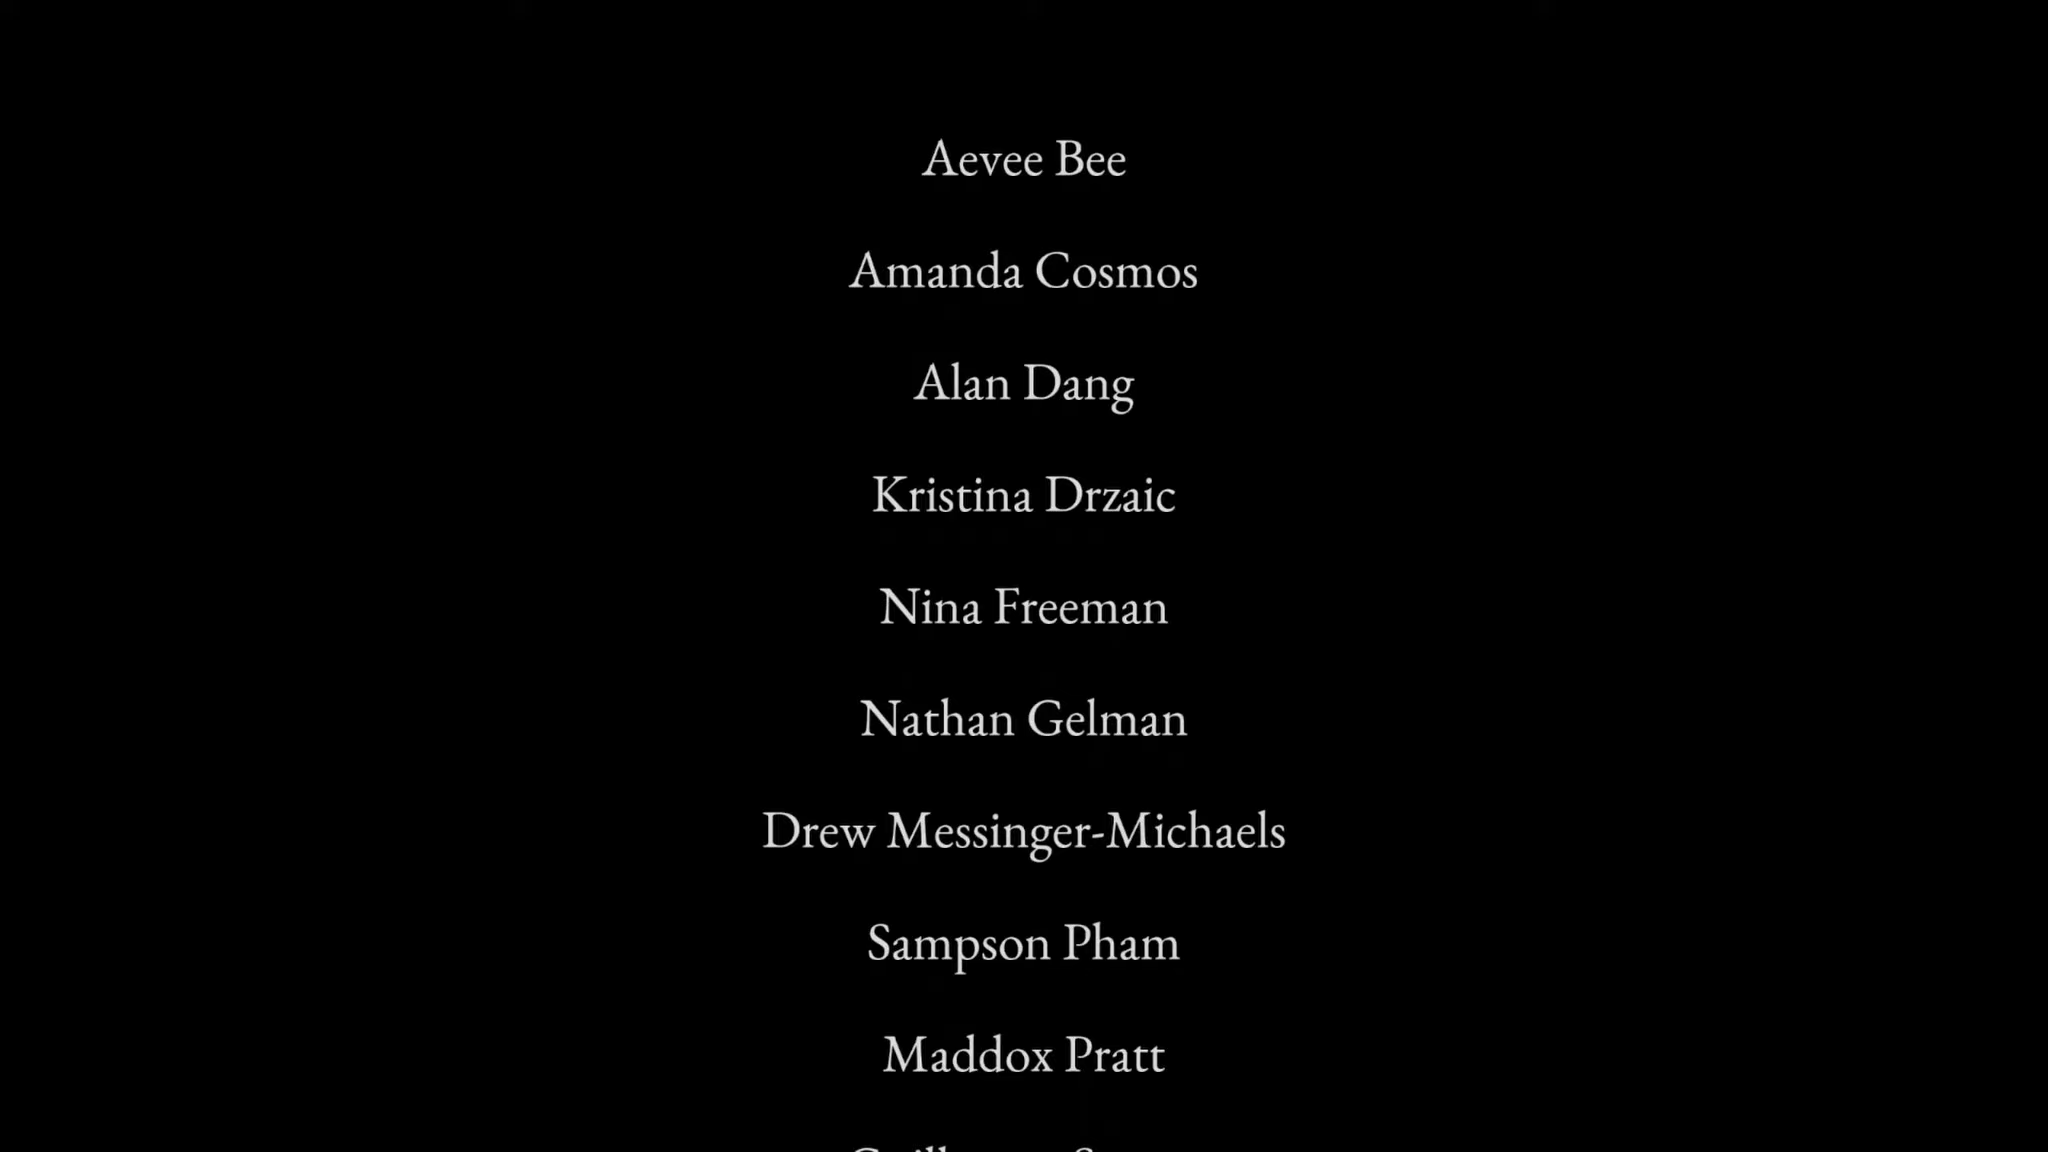 Aevee Bee
Amanda Cosmos
Alan Dang
Kristina Drzaic
Nina Freeman
Nathan Gelman
Drew Messinger-Michaels
Sampson Pham
Maddox Pratt